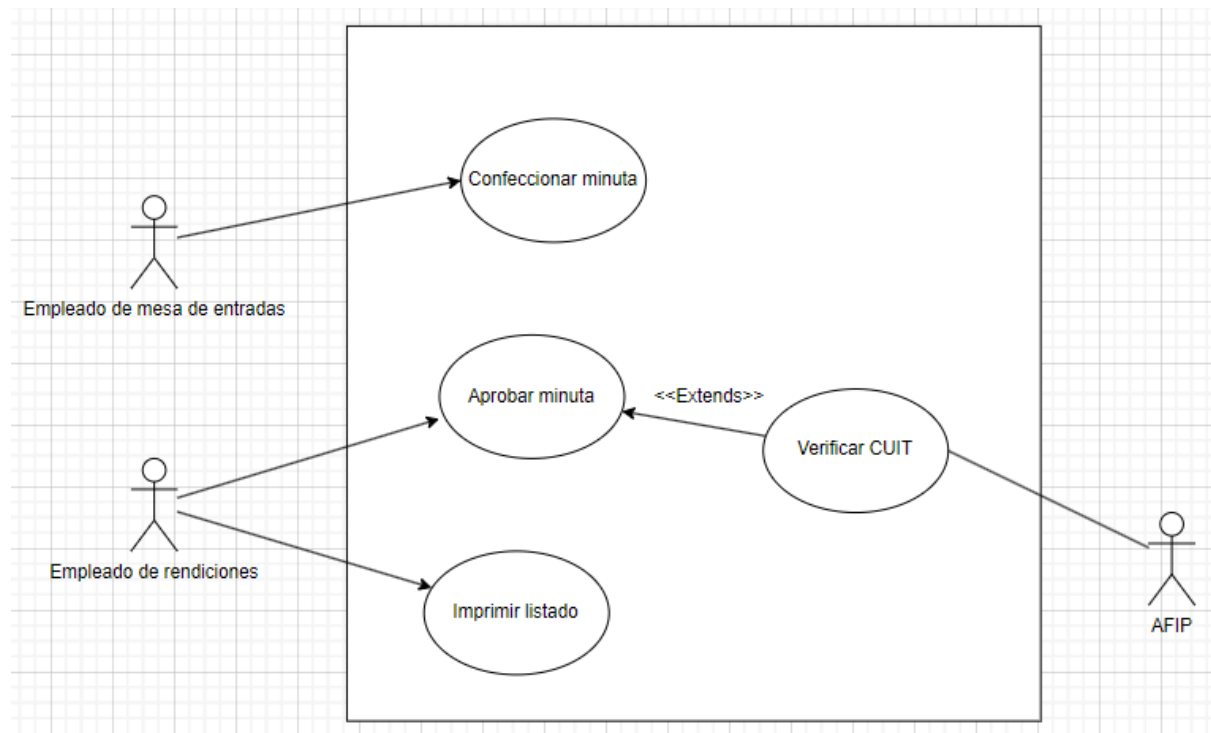 Confeccionar minuta
Empleado de mesa de entradas
Aprobar minuta
<<Extends>>
Verificar CUIT
Empleado de rendiciones
Imprimir listado
AFIP